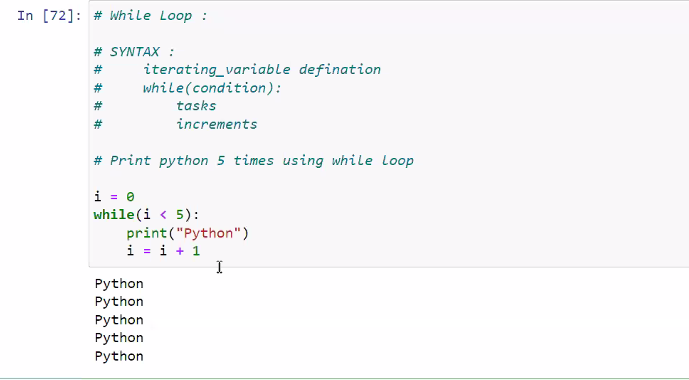 In [72]: # While Loop :
# SYNTAX :
#     iterating_variable defination
#     while(condition):
#         tasks
#         increments
# Print python 5 times using while loop
i = 0
while(i < 5):
    print("Python")
    i = i + 1
Python
Python
Python
Python
Python